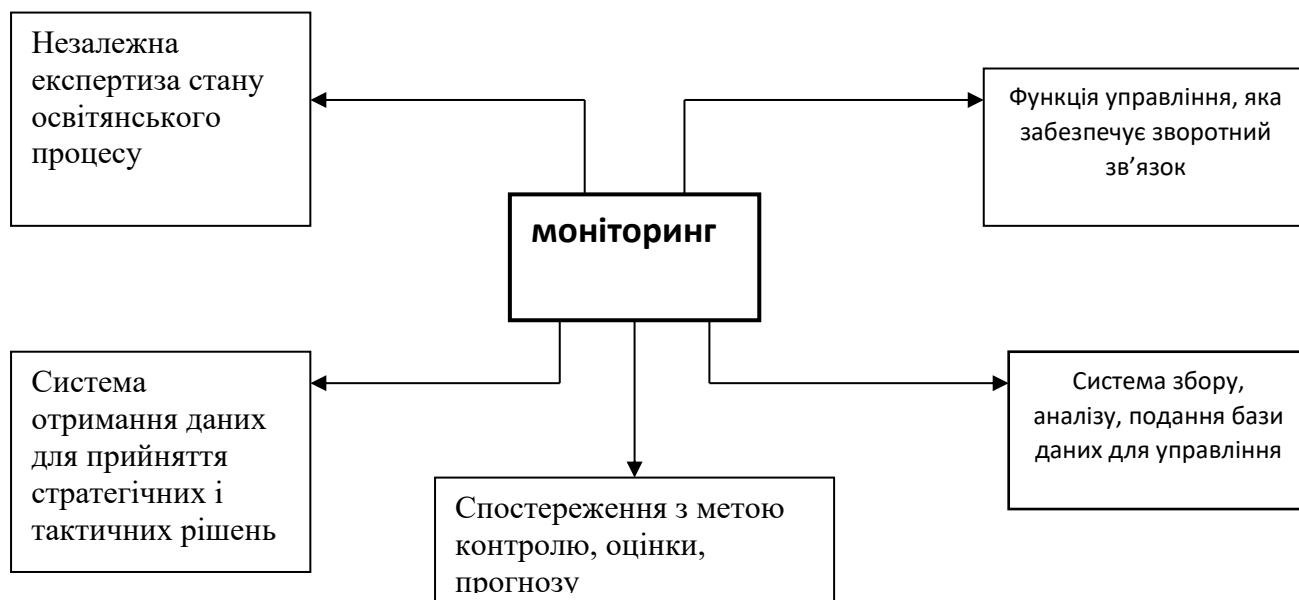 Незалежна
експертиза стану
освітянського
процесу
Функція управління, яка
забезпечує зворотний
зв’язок
моніторинг
Система
отримання даних
для прийняття
стратегічних і
тактичних рішень
Спостереження з метою
контролю, оцінки,
прогнозу
Система збору,
аналізу, подання бази
даних для управління